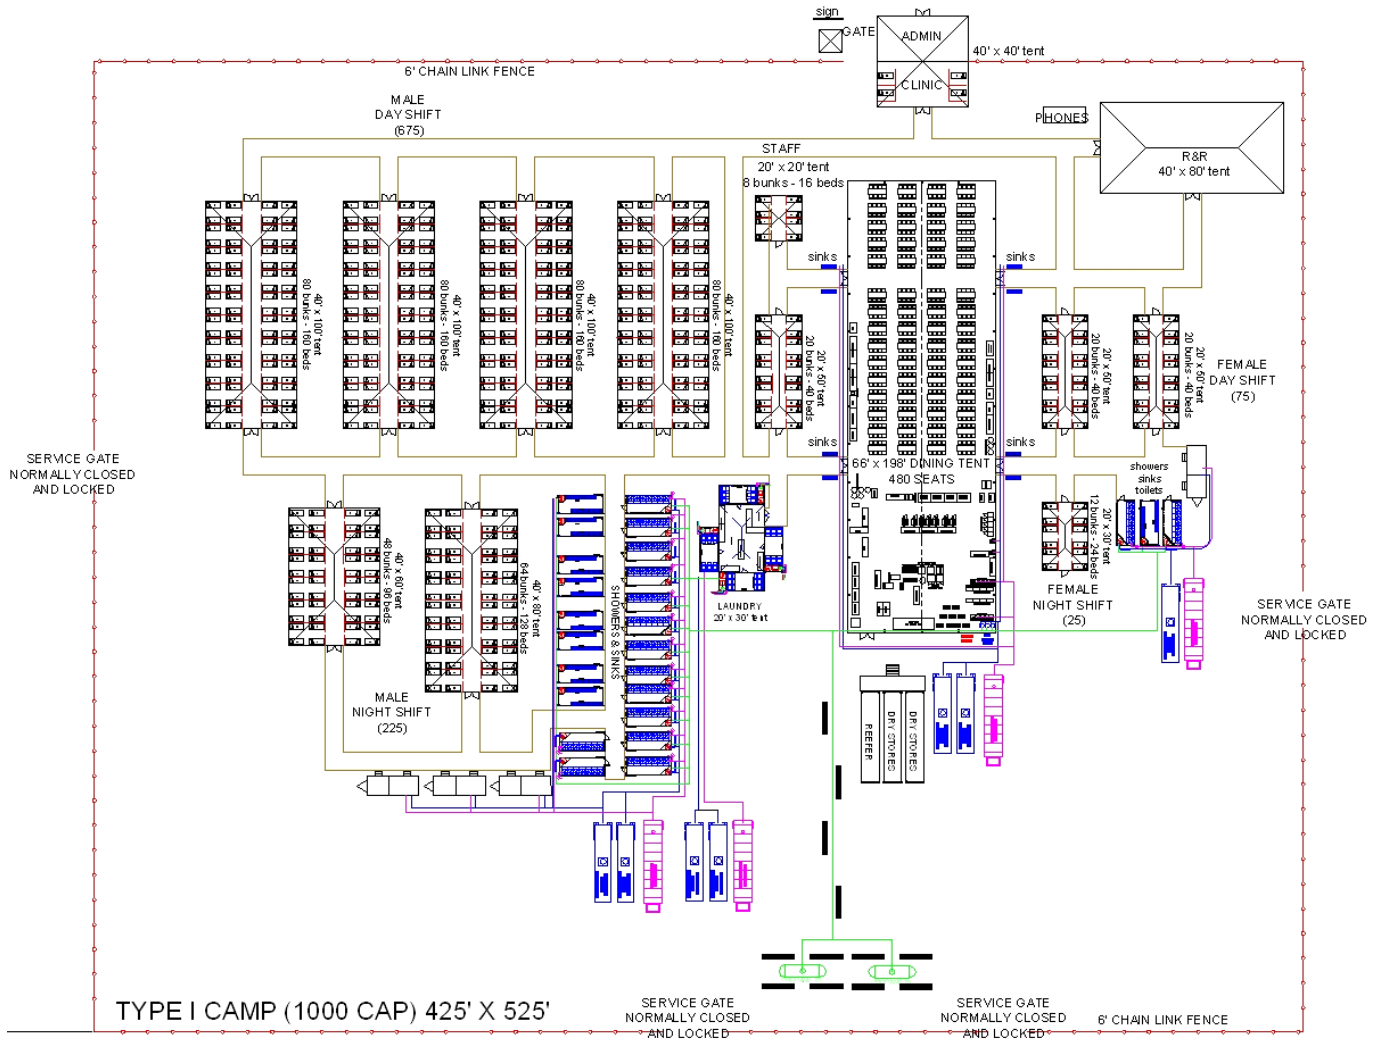 sign
GATE
ADMIN
CLINIC
40' x 40' tent
6' CHAIN LINK FENCE
MALE
DAY SHIFT
(675)
PHONES
R&R
40' x 80' tent
STAFF
20' x 20' tent
8 bunks - 16 beds
sinks
sinks
40' x 100' tent
80 bunks - 160 beds
40' x 100' tent
80 bunks - 160 beds
40' x 100' tent
80 bunks - 160 beds
40' x 100' tent
80 bunks - 160 beds
20' x 50' tent
20 bunks - 40 beds
20' x 50' tent
20 bunks - 40 beds
20' x 50' tent
20 bunks - 40 beds
FEMALE
DAY SHIFT
(75)
sinks
sinks
66' x 198' DINING TENT
480 SEATS
SERVICE GATE
NORMALLY CLOSED
AND LOCKED
showers
sinks
toilets
40' x 60' tent
48 bunks - 96 beds
40' x 80' tent
64 bunks - 128 beds
SHOWERS & SINKS
LAUNDRY
20' x 30' tent
20' x 30' tent
12 bunks - 24 beds
FEMALE
NIGHT SHIFT
(25)
SERVICE GATE
NORMALLY CLOSED
AND LOCKED
MALE
NIGHT SHIFT
(225)
REEFER
DRY STORES
DRY STORES
TYPE I CAMP (1000 CAP) 425' X 525'
SERVICE GATE
NORMALLY CLOSED
AND LOCKED
SERVICE GATE
NORMALLY CLOSED
AND LOCKED
6' CHAIN LINK FENCE